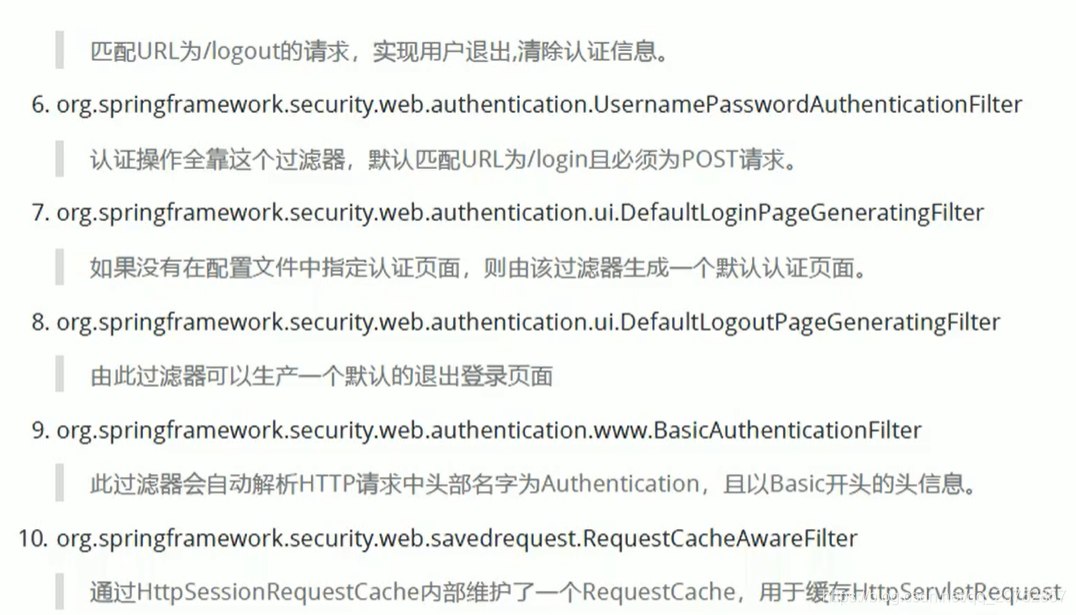 匹配URL为/logout的请求，实现用户退出,清除认证信息。
6. org.springframework.security.web.authentication.UsernamePasswordAuthenticationFilter
认证操作全靠这个过滤器，默认匹配URL为/login且必须为POST请求。
7. org.springframework.security.web.authentication.ui.DefaultLoginPageGeneratingFilter
如果没有在配置文件中指定认证页面，则由该过滤器生成一个默认认证页面。
8. org.springframework.security.web.authentication.ui.DefaultLogoutPageGeneratingFilter
由此过滤器可以生产一个默认的退出登录页面
9. org.springframework.security.web.authentication.www.BasicAuthenticationFilter
此过滤器会自动解析HTTP请求中头部名字为Authentication，且以Basic开头的头信息。
10. org.springframework.security.web.savedrequest.RequestCacheAwareFilter
通过HttpSessionRequestCache内部维护了一个RequestCache，用于缓存HttpServletRequest